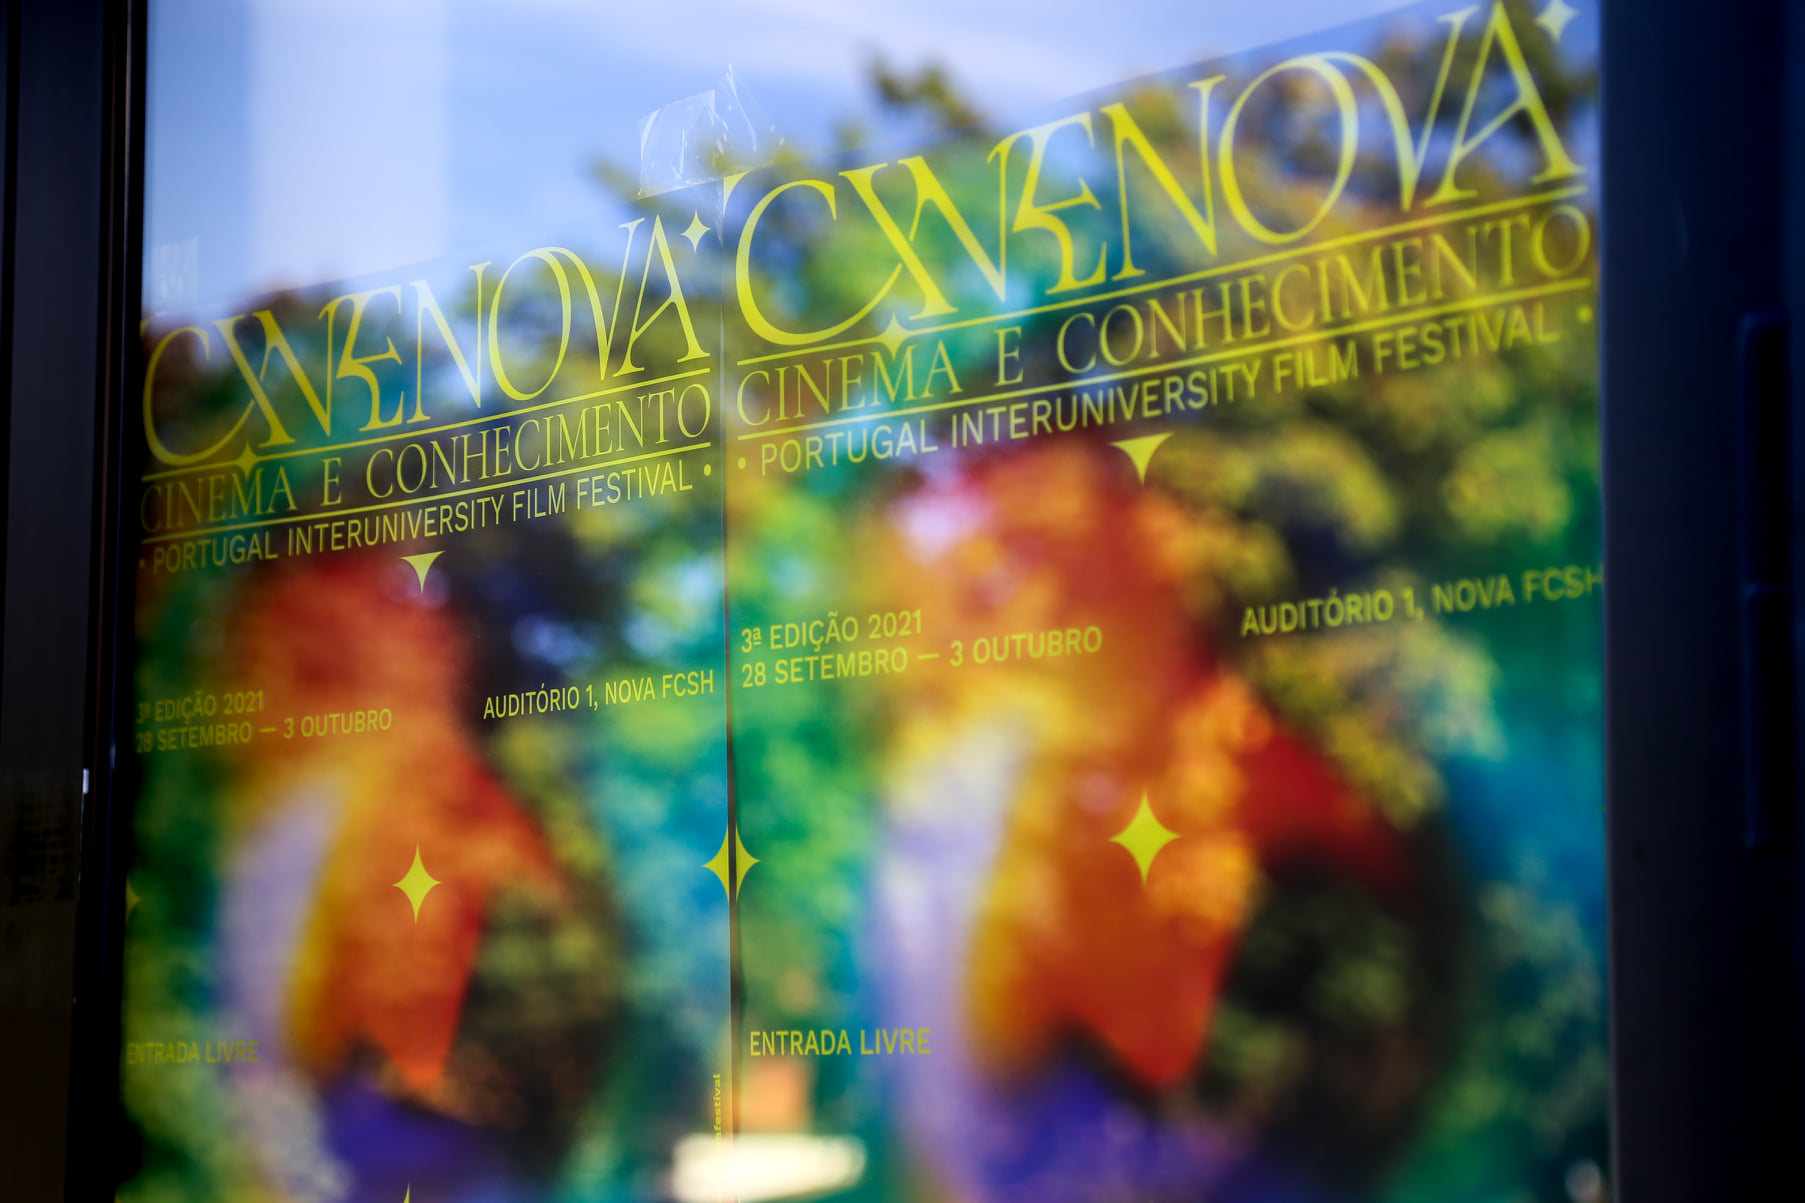 CINENOVA
CINEMA E CONHECIMENTO
• PORTUGAL INTERUNIVERSITY FILM FESTIVAL •
3ª EDIÇÃO 2021
28 SETEMBRO — 3 OUTUBRO
AUDITÓRIO 1, NOVA FCSH
ENTRADA LIVRE
CINENOVA
CINEMA E CONHECIMENTO
• PORTUGAL INTERUNIVERSITY FILM FESTIVAL •
3ª EDIÇÃO 2021
28 SETEMBRO — 3 OUTUBRO
AUDITÓRIO 1, NOVA FCSH
ENTRADA LIVRE